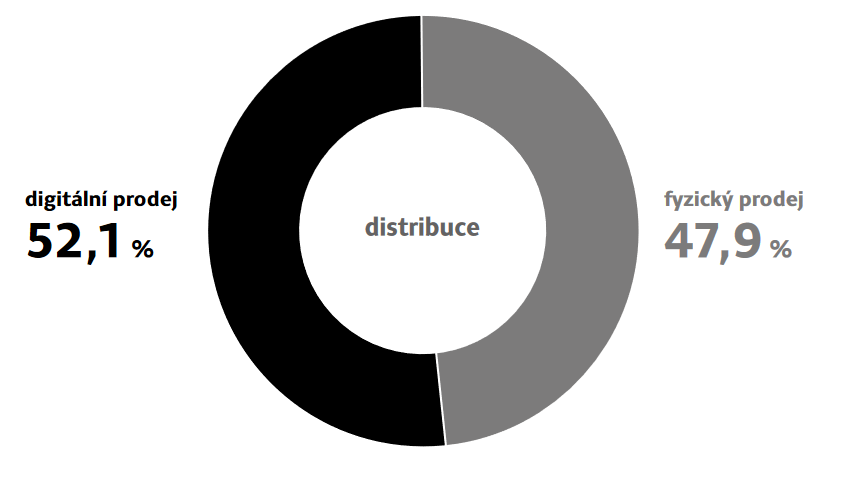 digitální prodej
52,1 %
distribuce
fyzický prodej
47,9 %